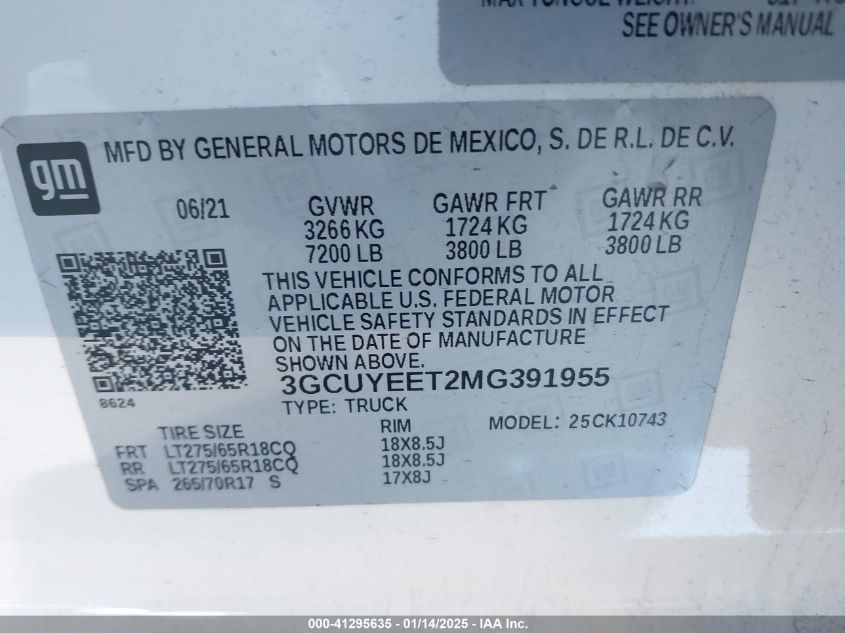 SEE OWNER'S MANUAL
gm
MFD BY GENERAL MOTORS DE MEXICO, S. DE R.L. DE C.V.
06/21 GVWR GAWR FRT GAWR RR
3266 KG 1724 KG 1724 KG
7200 LB 3800 LB 3800 LB
THIS VEHICLE CONFORMS TO ALL
APPLICABLE U.S. FEDERAL MOTOR
VEHICLE SAFETY STANDARDS IN EFFECT
ON THE DATE OF MANUFACTURE
SHOWN ABOVE.
3GCUYEET2MG391955
8624
TYPE: TRUCK MODEL: 25CK10743
TIRE SIZE RIM
FRT LT275/65R18CQ 18X8.5J
RR LT275/65R18CQ 18X8.5J
SPA 265/70R17 S 17X8J
000-41295635 - 01/14/2025 - IAA Inc.